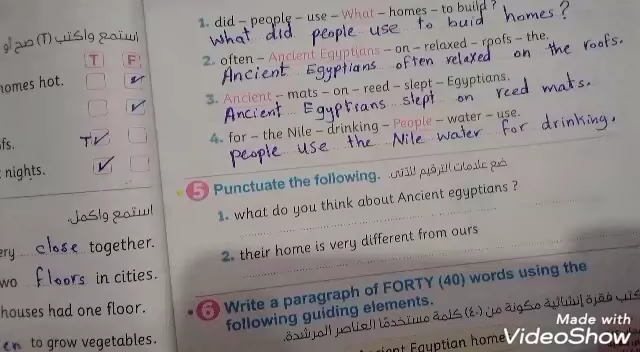 استمع واكتب (T) صح أو
T F
omes hot.
fs. T
nights.
استمع واكمل.
ery close together.
wo floors in cities.
houses had one floor.
en to grow vegetables.
1. did – people – use – What – homes – to build ?
What did people use to buid homes?
2. often – Ancient Egyptians – on – relaxed – roofs – the.
Ancient Egyptians often relaxed on the roofs.
3. Ancient – mats – on – reed – slept – Egyptians.
Ancient Egyptians slept on reed mats.
4. for – the Nile – drinking – People – water – use.
people use the Nile water for drinking.
5 Punctuate the following. ضع علامات الترقيم للآتي.
1. what do you think about Ancient egyptians ?
2. their home is very different from ours
6 Write a paragraph of FORTY (40) words using the
following guiding elements.
اكتب فقرة إنشائية مكونة من (٤٠) كلمة مستخدمًا العناصر المرشدة.
Egyptian home
Made with
VideoShow